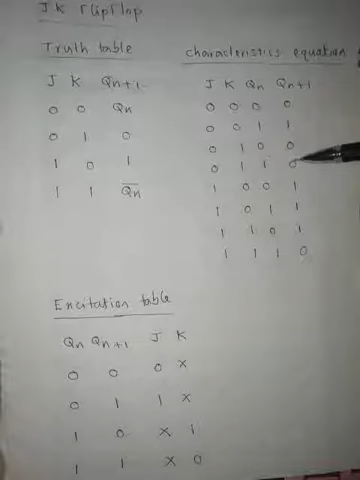 JK Flipflop
Truth table
J K Qn+1
0 0 Qn
0 1 0
1 0 1
1 1 Q̅n̅
characteristics equation
J K Qn Qn+1
0 0 0 0
0 0 1 1
0 1 0 0
0 1 1 0
1 0 0 1
1 0 1 1
1 1 0 1
1 1 1 0
Excitation table
Qn Qn+1 J K
0 0 0 X
0 1 1 X
1 0 X 1
1 1 X 0